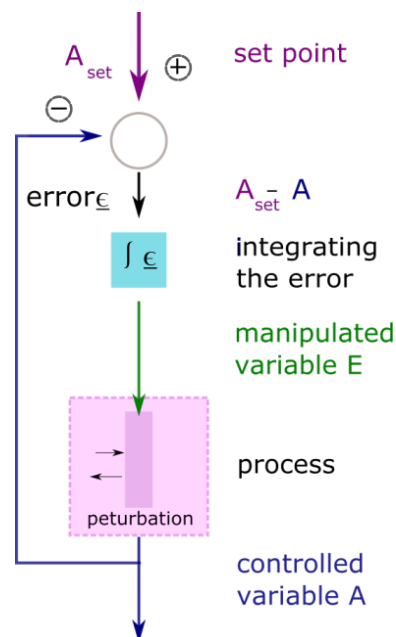 A set
+
set point
−
error ϵ
A set − A
∫ ϵ
integrating
the error
manipulated
variable E
process
peturbation
controlled
variable A